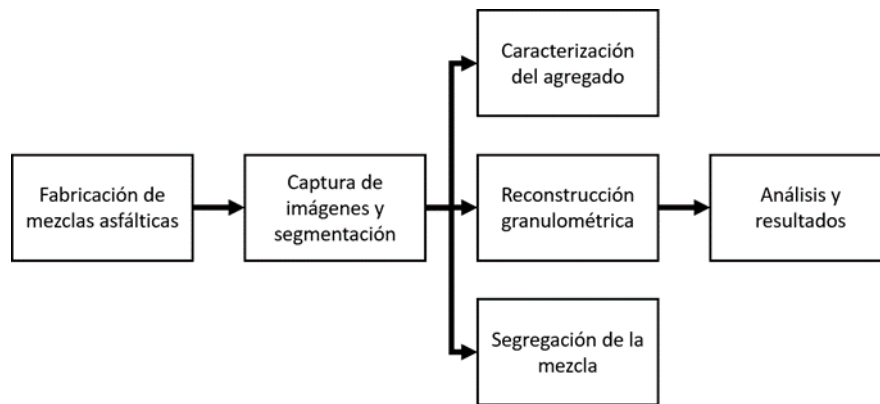 Fabricación de
mezclas asfálticas
Captura de
imágenes y
segmentación
Caracterización
del agregado
Reconstrucción
granulométrica
Segregación de la
mezcla
Análisis y
resultados